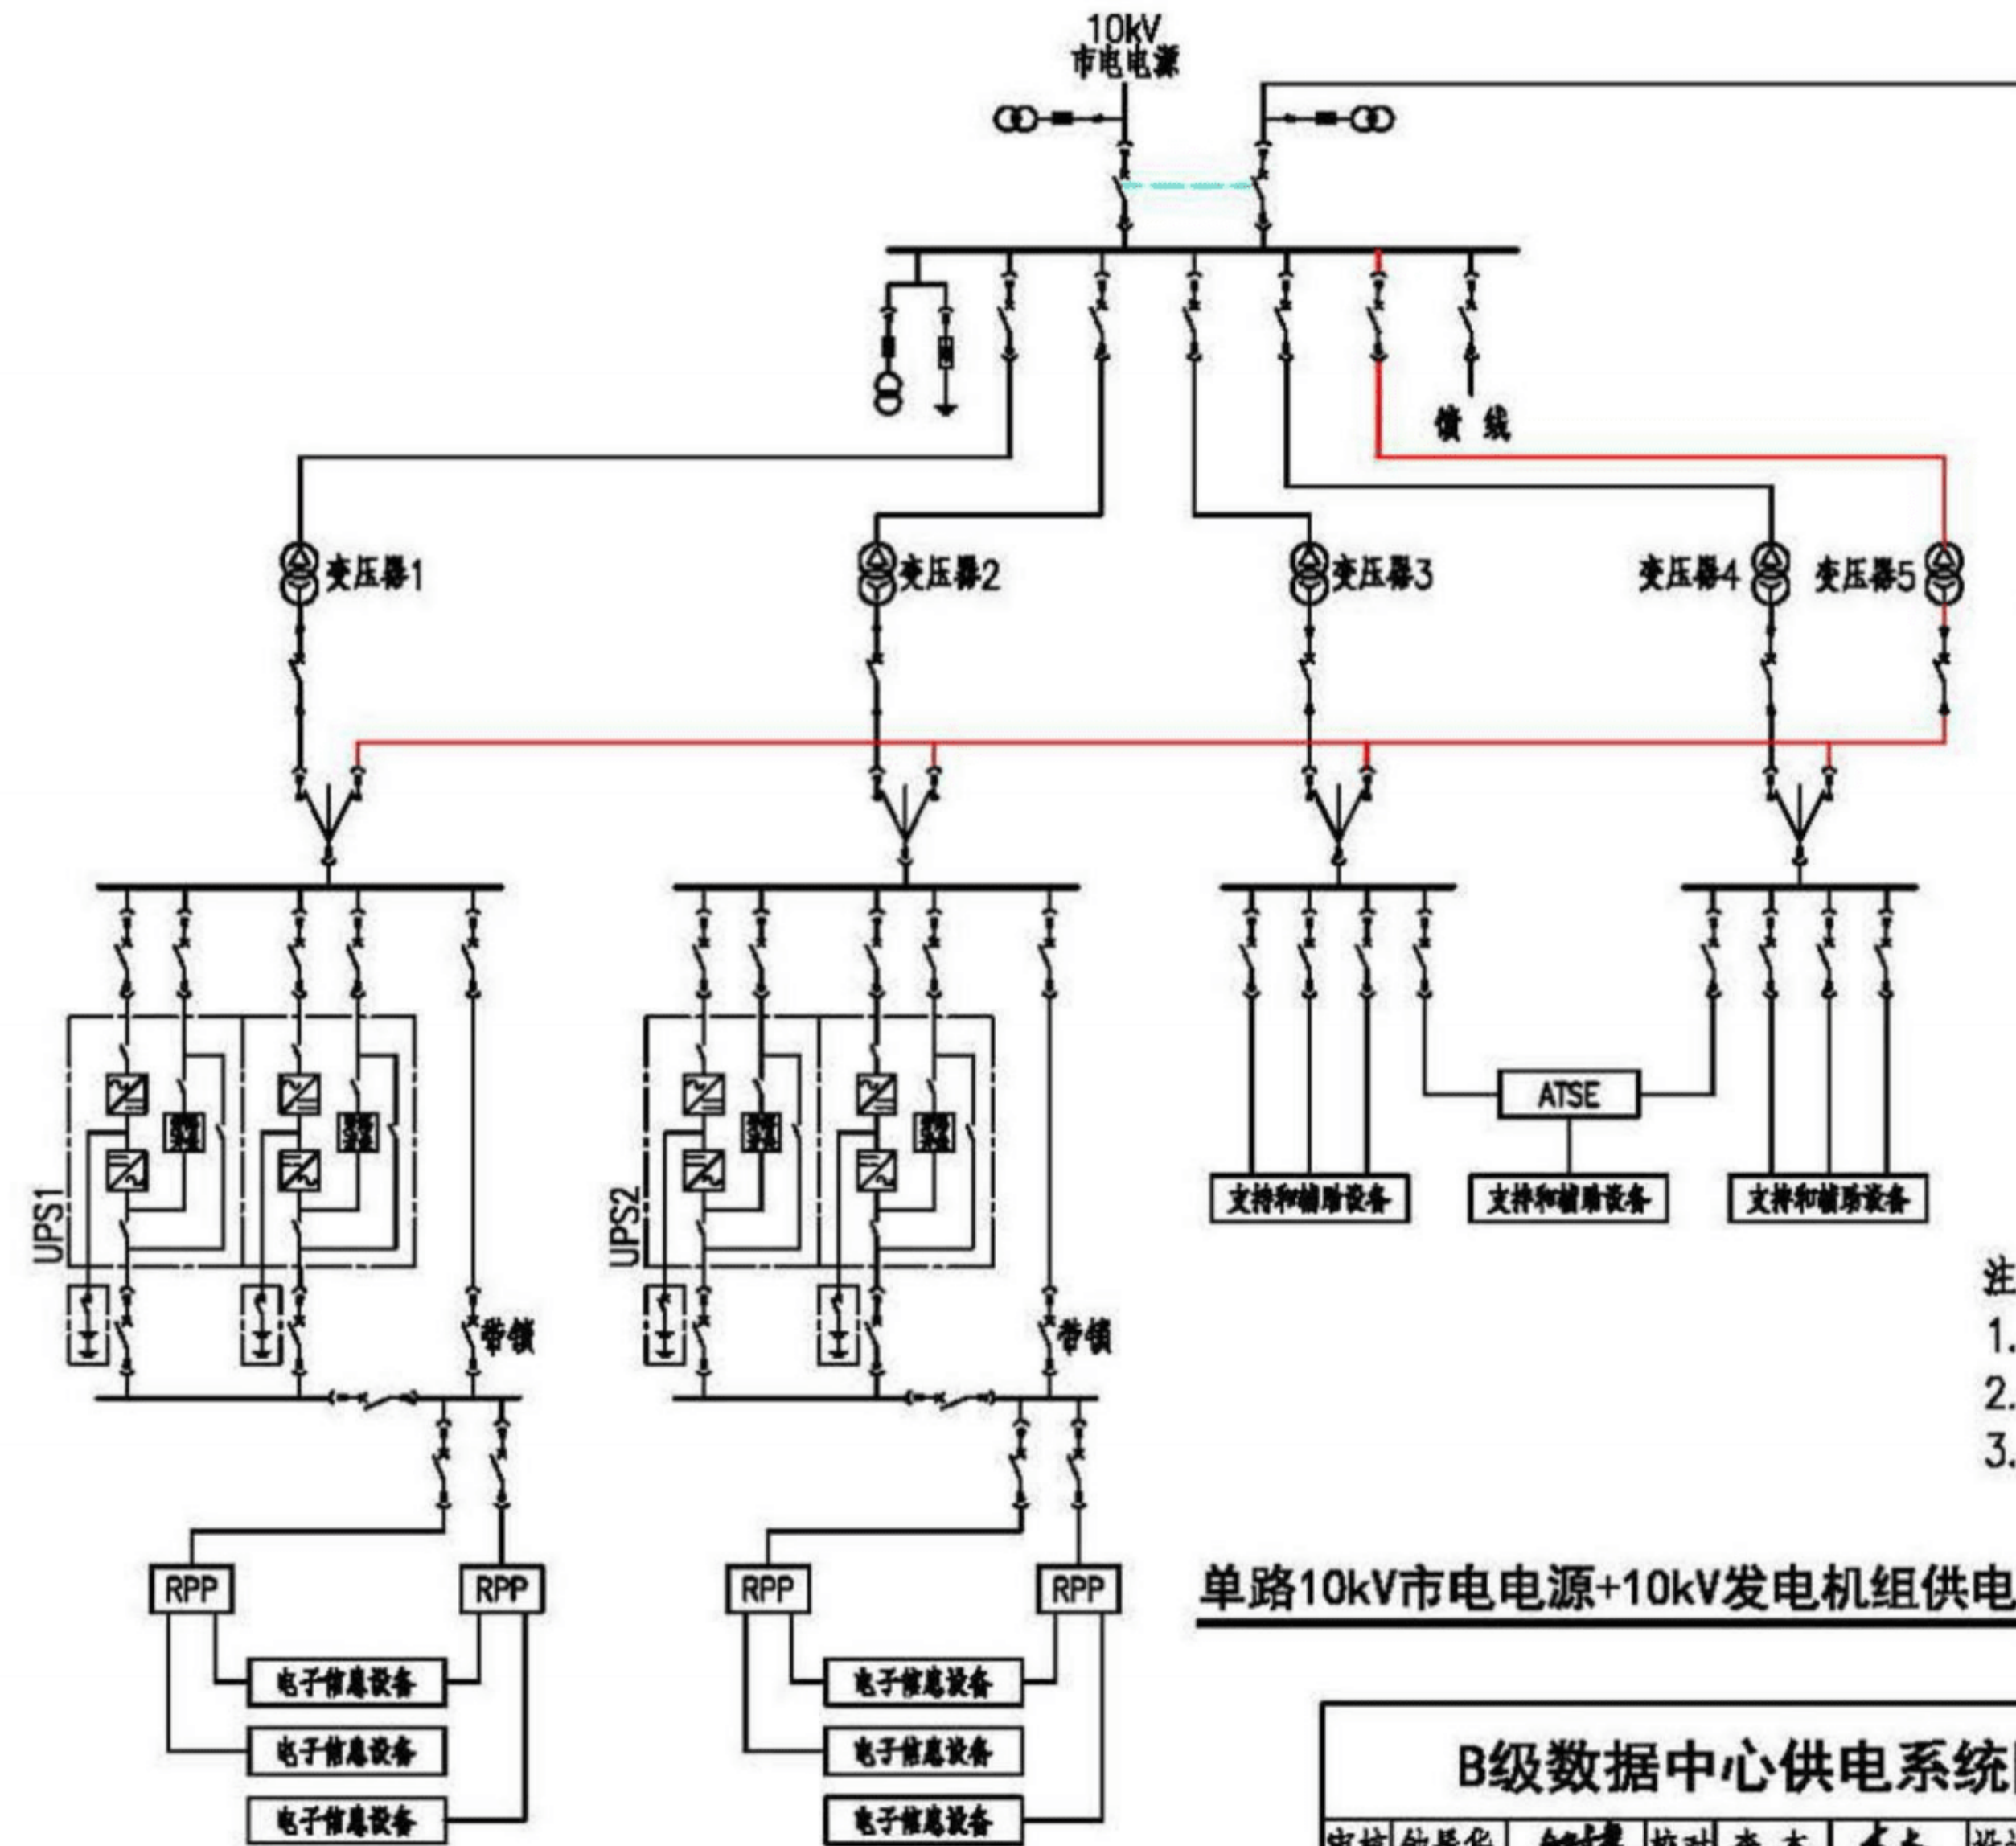 10kV
市电电源
馈 线
变压器1
变压器2
变压器3
变压器4
变压器5
UPS1
UPS2
ATSE
支持和辅助设备
支持和辅助设备
支持和辅助设备
带锁
带锁
注
1.
2.
3.
RPP
RPP
RPP
RPP
单路10kV市电电源+10kV发电机组供电
电子信息设备
电子信息设备
电子信息设备
电子信息设备
电子信息设备
电子信息设备
B级数据中心供电系统
审核 校对 设